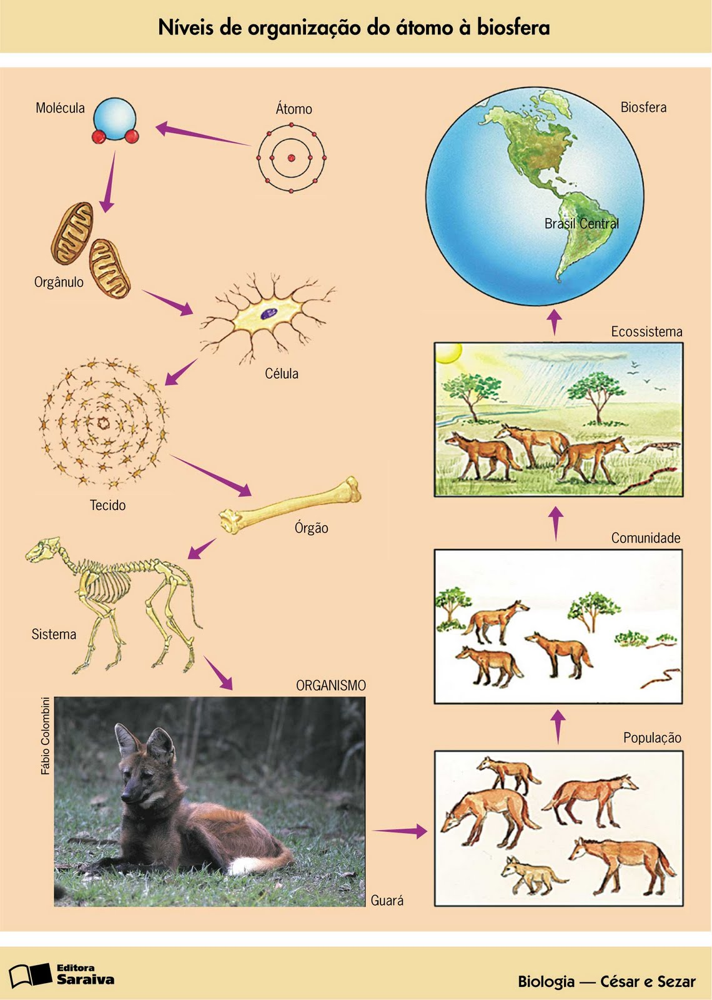 Níveis de organização do átomo à biosfera
Molécula
Átomo
Orgânulo
Célula
Tecido
Órgão
Sistema
ORGANISMO
Fábio Colombini
Guará
População
Comunidade
Ecossistema
Biosfera
Brasil Central
Editora
Saraiva
Biologia — César e Sezar